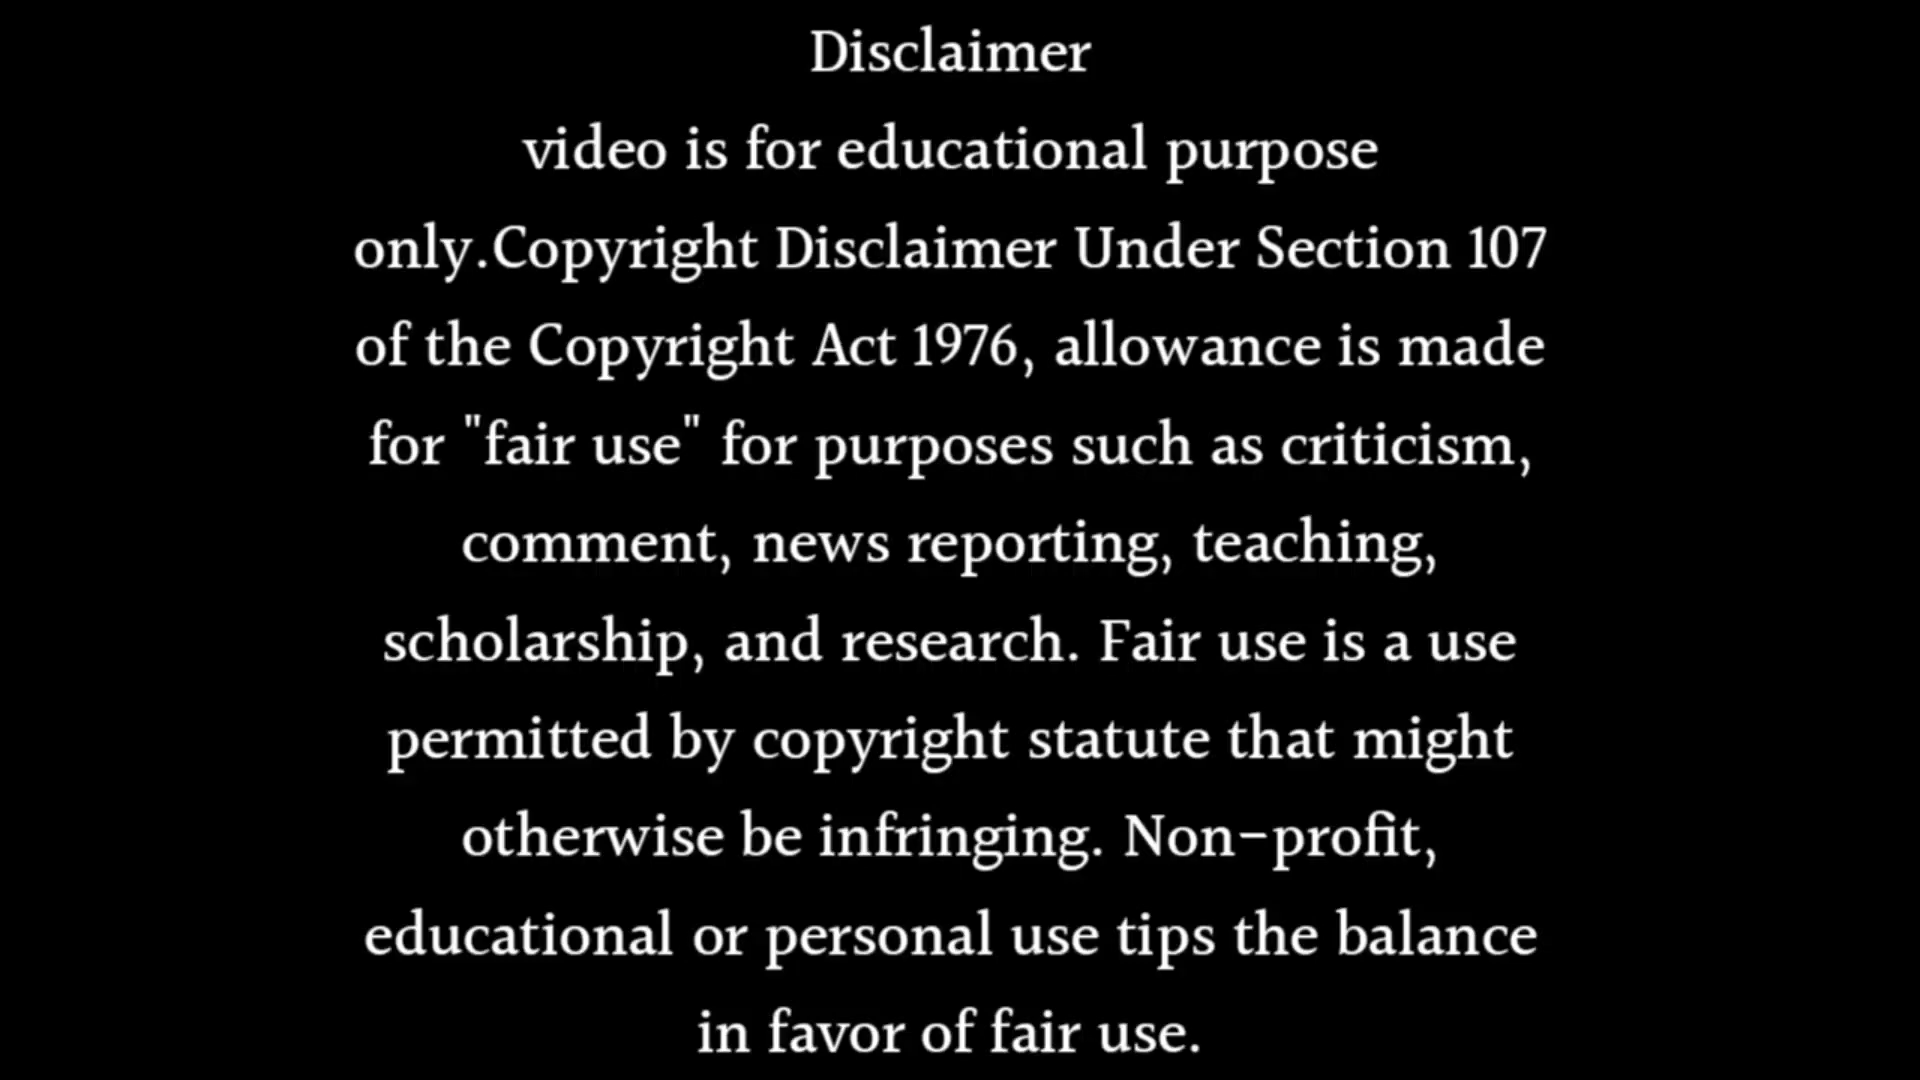 Disclaimer
video is for educational purpose
only.Copyright Disclaimer Under Section 107
of the Copyright Act 1976, allowance is made
for "fair use" for purposes such as criticism,
comment, news reporting, teaching,
scholarship, and research. Fair use is a use
permitted by copyright statute that might
otherwise be infringing. Non-profit,
educational or personal use tips the balance
in favor of fair use.